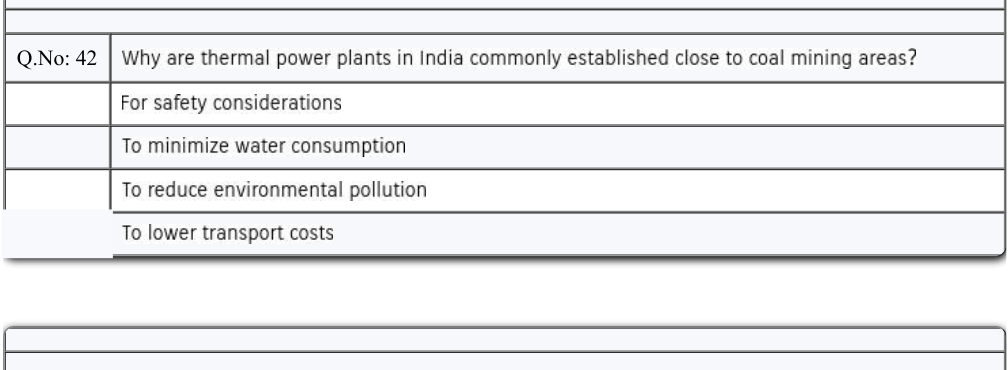 Q.No: 42 Why are thermal power plants in India commonly established close to coal mining areas?
For safety considerations
To minimize water consumption
To reduce environmental pollution
To lower transport costs